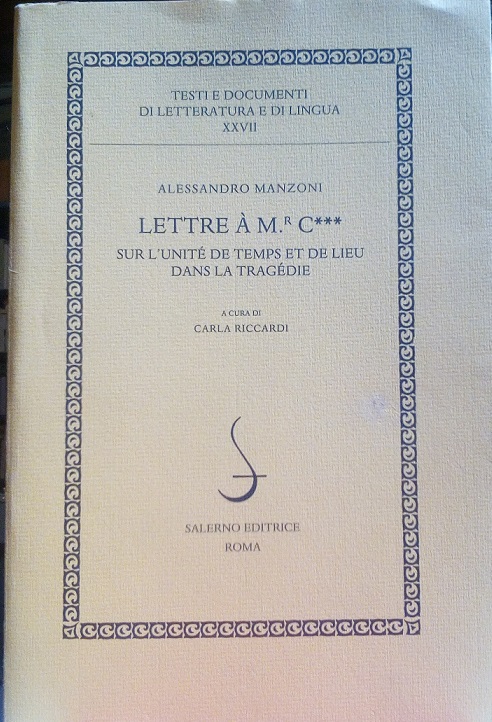 TESTI E DOCUMENTI
DI LETTERATURA E DI LINGUA
XXVII
ALESSANDRO MANZONI
LETTRE À M.R C***
SUR L'UNITÉ DE TEMPS ET DE LIEU
DANS LA TRAGÉDIE
A CURA DI
CARLA RICCARDI
SALERNO EDITRICE
ROMA